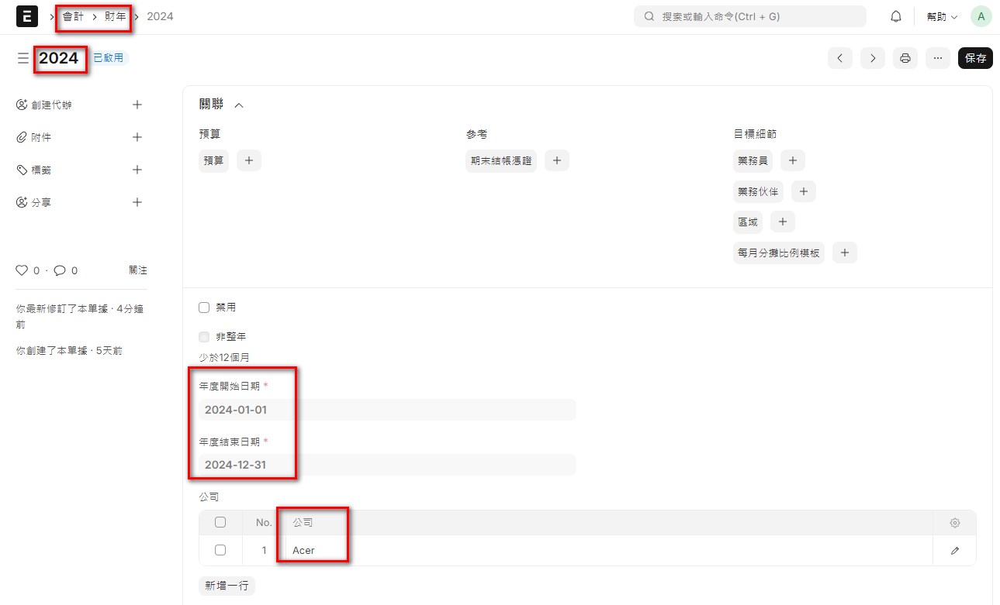 E 會計 財年 2024 搜索或輸入命令(Ctrl + G) 幫助 A
2024 已啟用 保存
創建代辦
附件
標籤
分享
0 · 0 關注
你最新修訂了本單據 · 4分鐘
前
你創建了本單據 · 5天前
關聯
預算 參考 目標細節
預算 期末結帳憑證 業務員
業務伙伴
區域
每月分攤比例模板
禁用
非整年
少於12個月
年度開始日期 *
2024-01-01
年度結束日期 *
2024-12-31
公司
No. 公司
1 Acer
新增一行